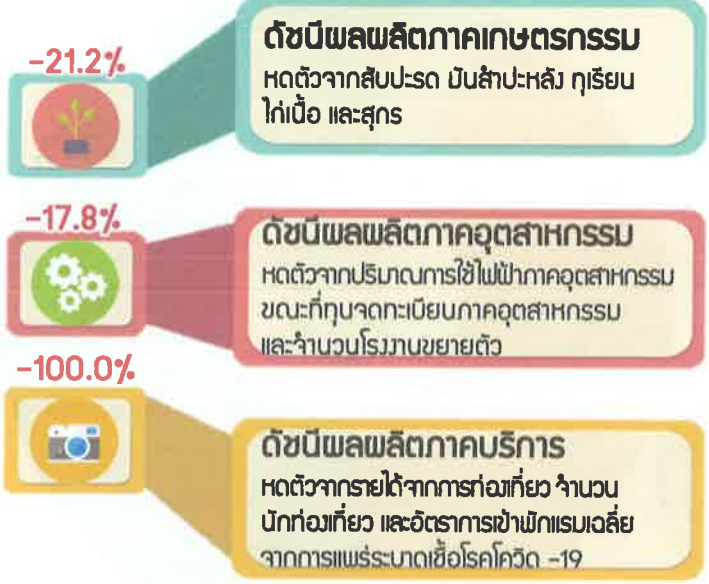 -21.2%
ดัชนีผลผลิตภาคเกษตรกรรม
หดตัวจากสับปะรด มันสำปะหลัง ทุเรียน
ไก่เนื้อ และสุกร
-17.8%
ดัชนีผลผลิตภาคอุตสาหกรรม
หดตัวจากปริมาณการใช้ไฟฟ้าภาคอุตสาหกรรม
ขณะที่ทุนจดทะเบียนภาคอุตสาหกรรม
และจำนวนโรงงานขยายตัว
-100.0%
ดัชนีผลผลิตภาคบริการ
หดตัวจากรายได้จากการท่องเที่ยว จำนวน
นักท่องเที่ยว และอัตราการเข้าพักแรมเฉลี่ย
จากการแพร่ระบาดเชื้อโรคโควิด -19